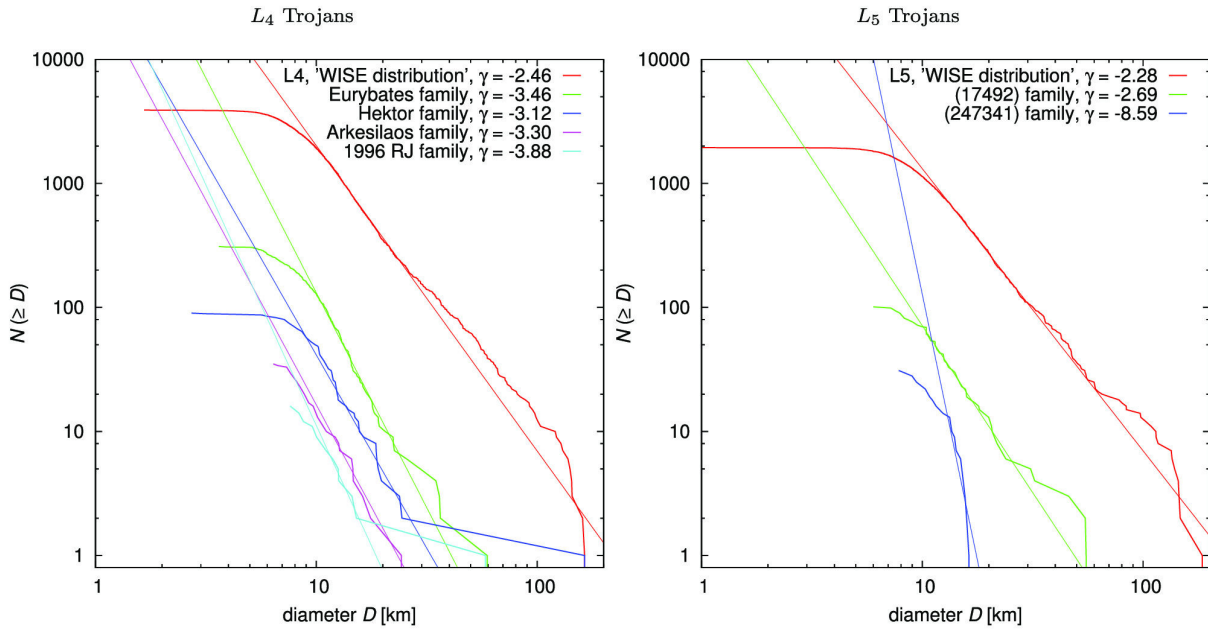 L4 Trojans
L5 Trojans
10000
1000
100
10
1
N (≥ D)
L4, 'WISE distribution', γ = -2.46
Eurybates family, γ = -3.46
Hektor family, γ = -3.12
Arkesilaos family, γ = -3.30
1996 RJ family, γ = -3.88
1
10
100
diameter D [km]
10000
1000
100
10
1
N (≥ D)
L5, 'WISE distribution', γ = -2.28
(17492) family, γ = -2.69
(247341) family, γ = -8.59
1
10
100
diameter D [km]